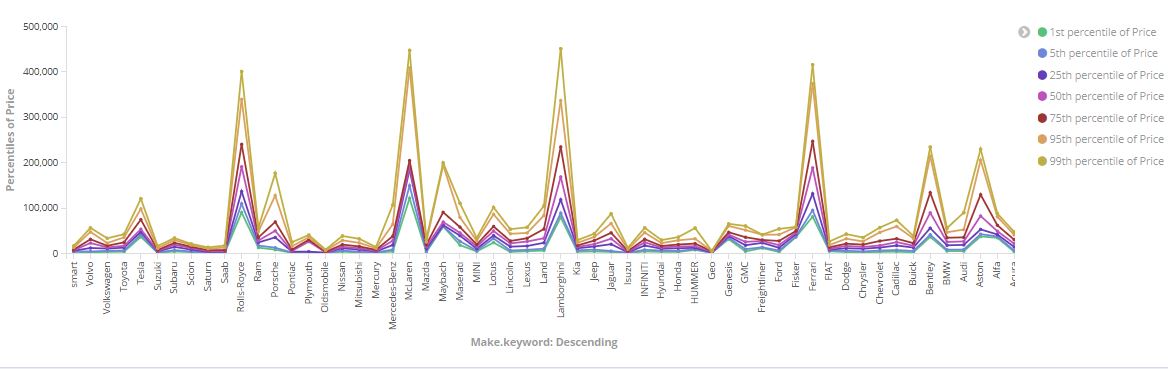 500,000
400,000
300,000
200,000
100,000
0
Percentiles of Price
smart
Volvo
Volkswagen
Toyota
Tesla
Suzuki
Subaru
Scion
Saturn
Saab
Rolls-Royce
Ram
Porsche
Pontiac
Plymouth
Oldsmobile
Nissan
Mitsubishi
Mercury
Mercedes-Benz
McLaren
Mazda
Maybach
Maserati
MINI
Lotus
Lincoln
Lexus
Land
Lamborghini
Kia
Jeep
Jaguar
Isuzu
INFINITI
Hyundai
Honda
HUMMER
Geo
Genesis
GMC
Freightliner
Fisker
Ferrari
FIAT
Dodge
Chrysler
Chevrolet
Cadillac
Buick
Bentley
BMW
Audi
Aston
Alfa
Acura
Make.keyword: Descending
1st percentile of Price
5th percentile of Price
25th percentile of Price
50th percentile of Price
75th percentile of Price
95th percentile of Price
99th percentile of Price